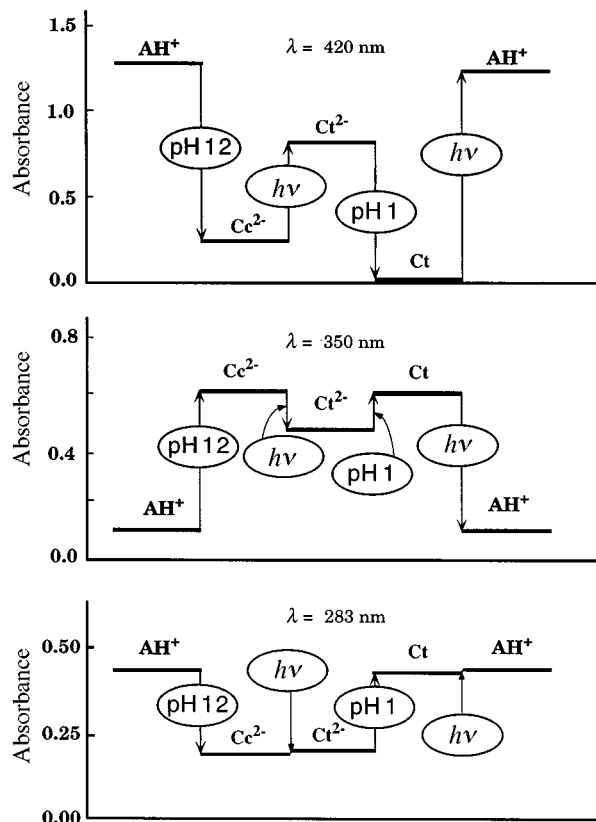 1.5
AH⁺
λ = 420 nm
AH⁺
Absorbance
1.0
pH 12
Ct²⁻
hν
0.5
hν
pH 1
Cc²⁻
Ct
0.0
0.8
λ = 350 nm
Cc²⁻
Ct²⁻
Ct
Absorbance
0.4
pH 12
hν
pH 1
hν
AH⁺
AH⁺
0.0
λ = 283 nm
0.50
AH⁺
hν
Ct
AH⁺
Absorbance
pH 12
pH 1
hν
0.25
Cc²⁻
Ct²⁻
0.00